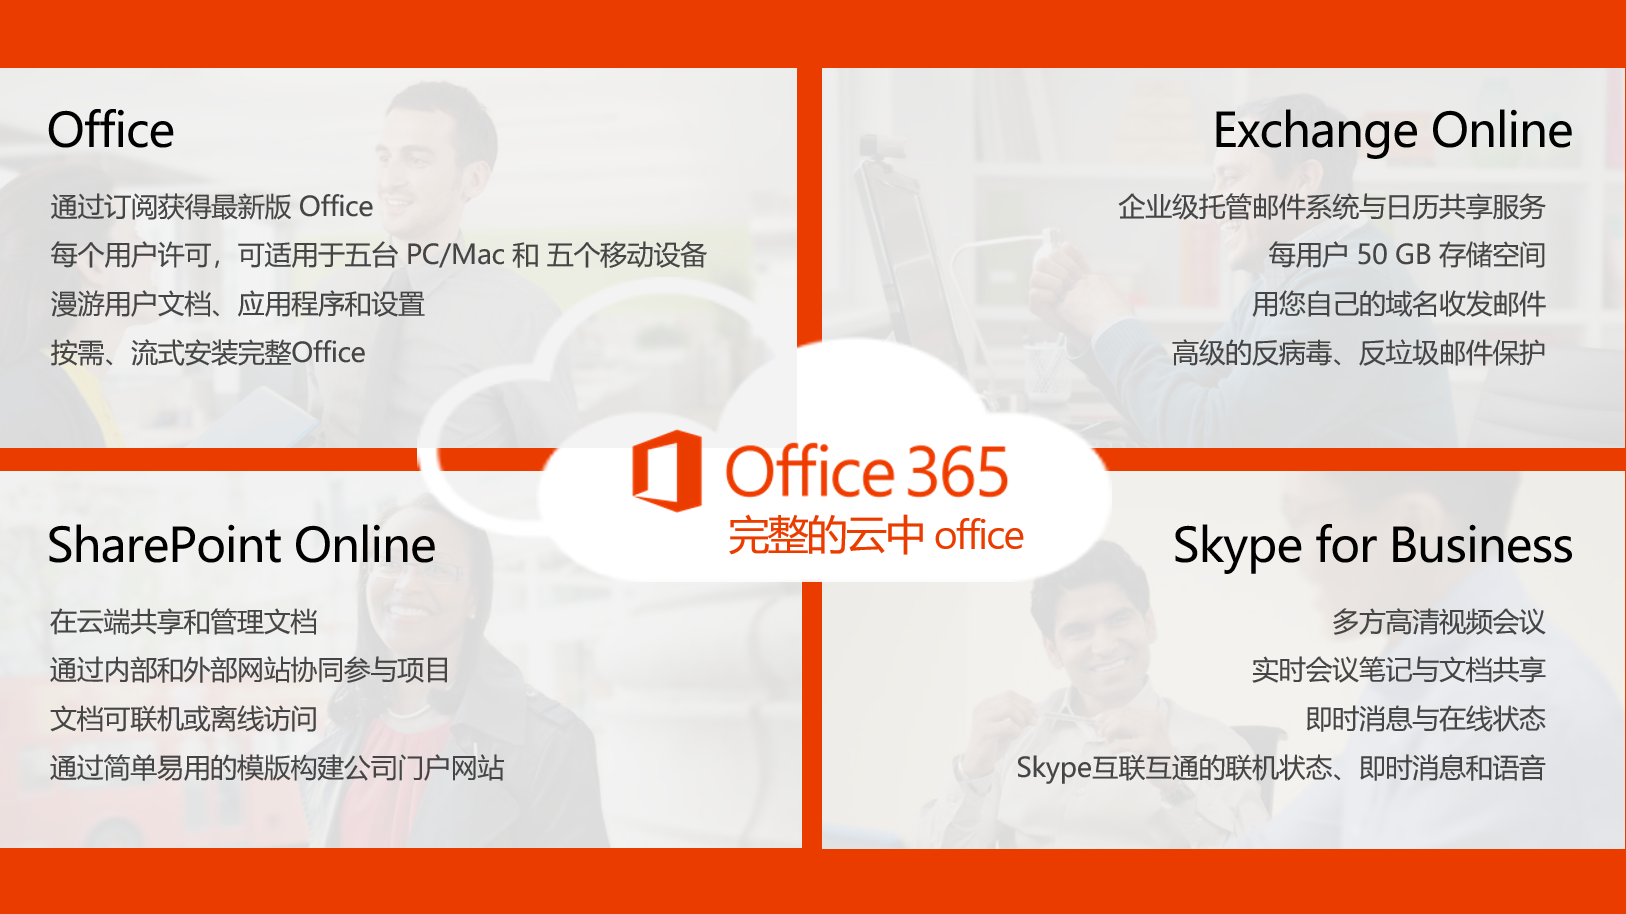 Office
通过订阅获得最新版 Office
每个用户许可，可适用于五台 PC/Mac 和 五个移动设备
漫游用户文档、应用程序和设置
按需、流式安装完整Office
Exchange Online
企业级托管邮件系统与日历共享服务
每用户 50 GB 存储空间
用您自己的域名收发邮件
高级的反病毒、反垃圾邮件保护
Office 365
完整的云中 office
SharePoint Online
在云端共享和管理文档
通过内部和外部网站协同参与项目
文档可联机或离线访问
通过简单易用的模版构建公司门户网站
Skype for Business
多方高清视频会议
实时会议笔记与文档共享
即时消息与在线状态
Skype互联互通的联机状态、即时消息和语音